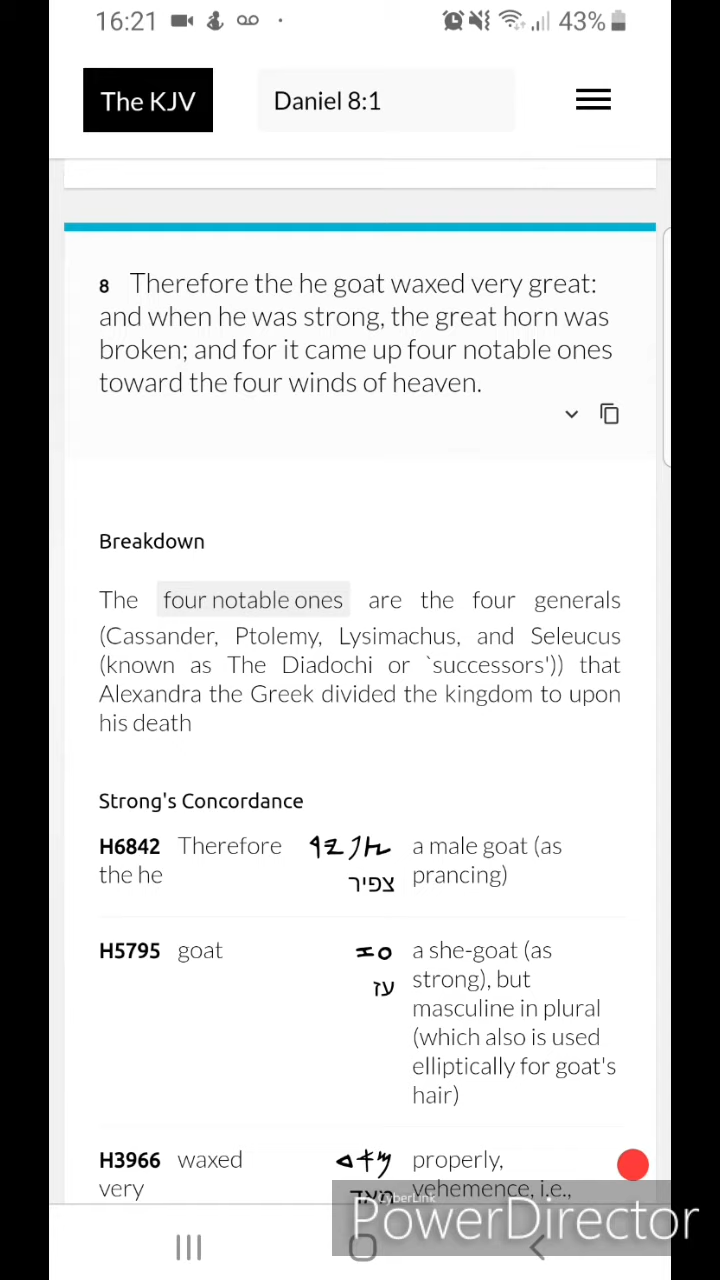 16:21 43%
The KJV Daniel 8:1
8 Therefore the he goat waxed very great:
and when he was strong, the great horn was
broken; and for it came up four notable ones
toward the four winds of heaven.
Breakdown
The four notable ones are the four generals
(Cassander, Ptolemy, Lysimachus, and Seleucus
(known as The Diadochi or `successors')) that
Alexandra the Greek divided the kingdom to upon
his death
Strong's Concordance
H6842 Therefore 𐤑𐤐𐤉𐤓 a male goat (as
the he צפיר prancing)
H5795 goat 𐤏𐤆 a she-goat (as
עז strong), but
masculine in plural
(which also is used
elliptically for goat's
hair)
H3966 waxed 𐤌𐤀𐤃 properly,
very מאד vehemence, i.e.,
CyberLink
PowerDirector